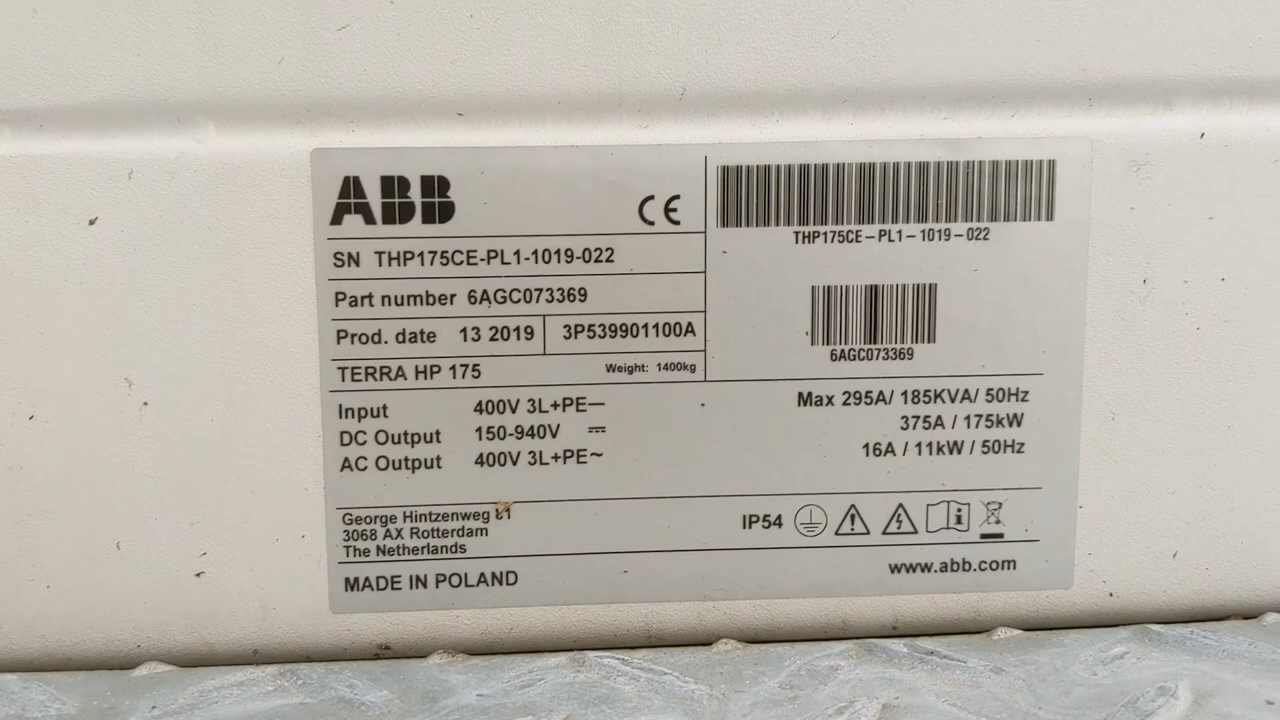 ABB
CE
SN THP175CE-PL1-1019-022
Part number 6AGC073369
Prod. date 13 2019 3P539901100A
TERRA HP 175 Weight: 1400kg
THP175CE-PL1-1019-022
6AGC073369
Input 400V 3L+PE— Max 295A/ 185KVA/ 50Hz
DC Output 150-940V ⎓ 375A / 175kW
AC Output 400V 3L+PE~ 16A / 11kW / 50Hz
George Hintzenweg
3068 AX Rotterdam
The Netherlands
IP54
MADE IN POLAND
www.abb.com